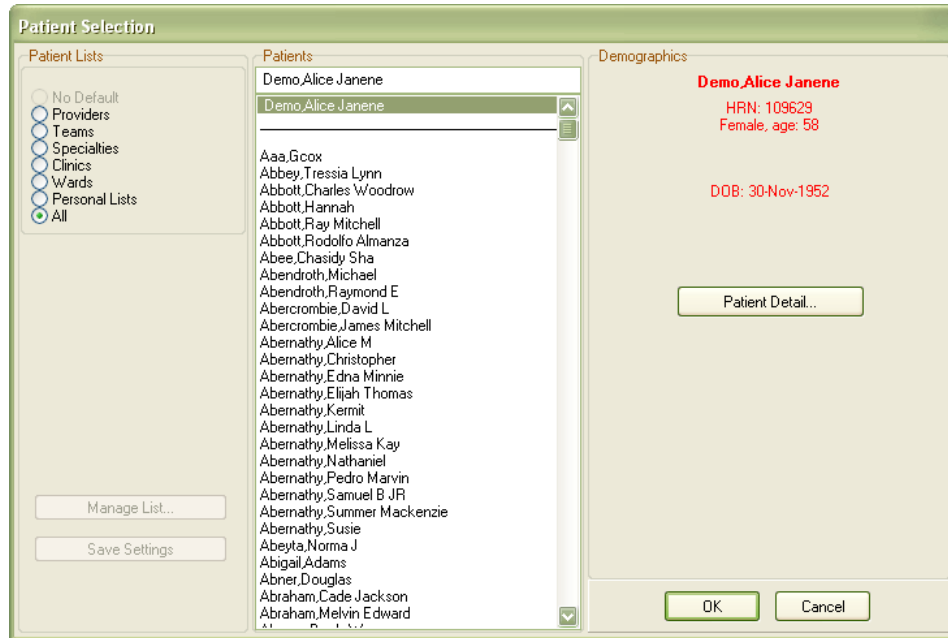 Patient Selection
Patient Lists
No Default
Providers
Teams
Specialties
Clinics
Wards
Personal Lists
All
Manage List...
Save Settings
Patients
Demo,Alice Janene
Demo,Alice Janene
Aaa,Gcox
Abbey,Tressia Lynn
Abbott,Charles Woodrow
Abbott,Hannah
Abbott,Ray Mitchell
Abbott,Rodolfo Almanza
Abee,Chasidy Sha
Abendroth,Michael
Abendroth,Raymond E
Abercrombie,David L
Abercrombie,James Mitchell
Abernathy,Alice M
Abernathy,Christopher
Abernathy,Edna Minnie
Abernathy,Elijah Thomas
Abernathy,Kermit
Abernathy,Linda L
Abernathy,Melissa Kay
Abernathy,Nathaniel
Abernathy,Pedro Marvin
Abernathy,Samuel B JR
Abernathy,Summer Mackenzie
Abernathy,Susie
Abeyta,Norma J
Abigail,Adams
Abner,Douglas
Abraham,Cade Jackson
Abraham,Melvin Edward
Demographics
Demo,Alice Janene
HRN: 109629
Female, age: 58
DOB: 30-Nov-1952
Patient Detail...
OK
Cancel